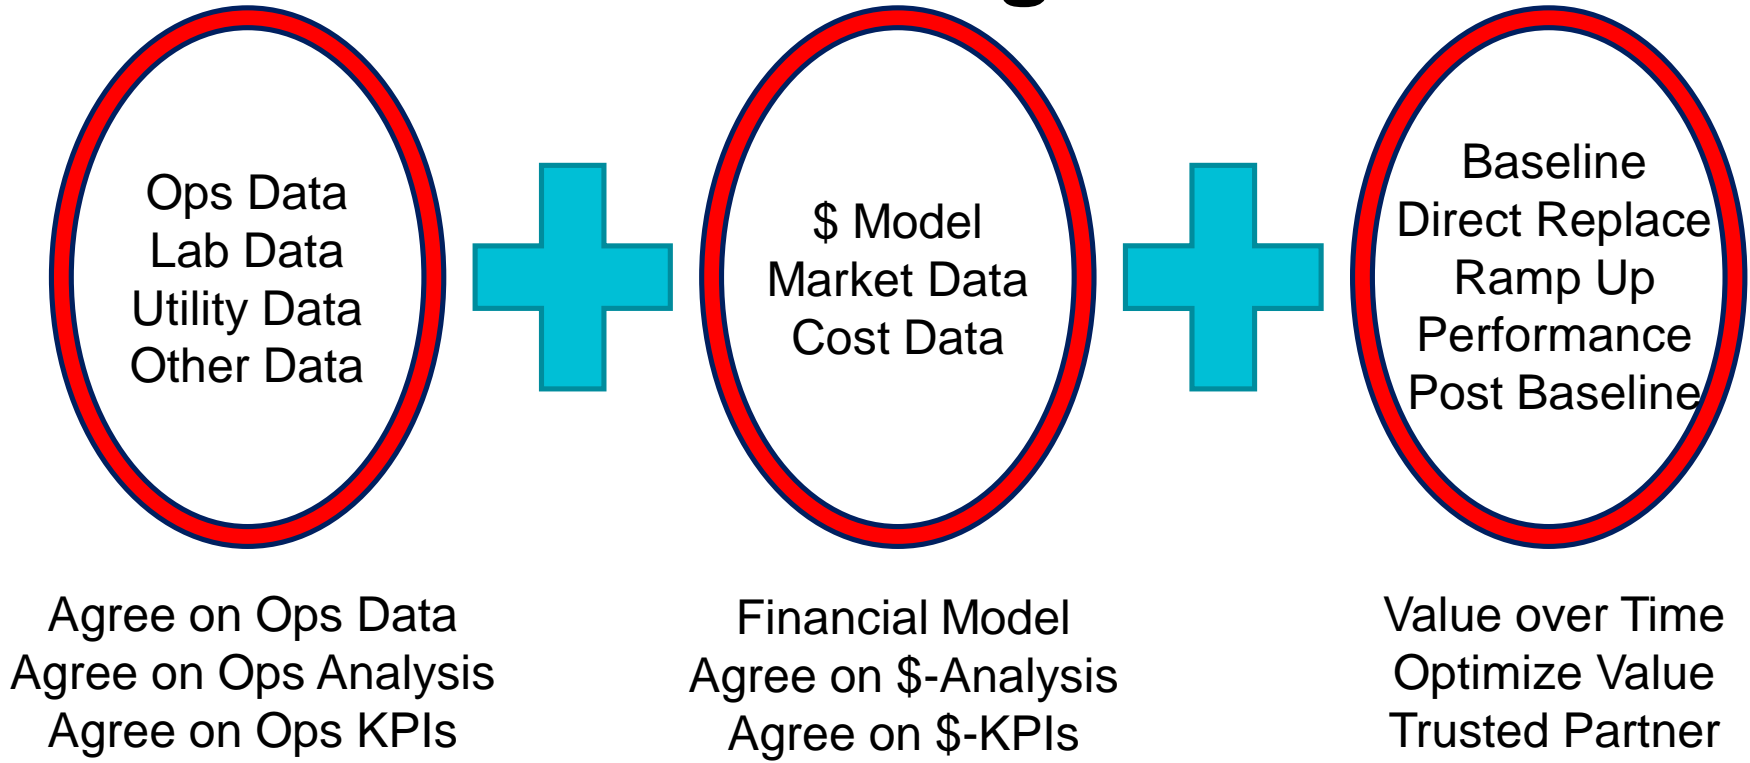 Ops Data
Lab Data
Utility Data
Other Data
$ Model
Market Data
Cost Data
Baseline
Direct Replace
Ramp Up
Performance
Post Baseline
Agree on Ops Data
Agree on Ops Analysis
Agree on Ops KPIs
Financial Model
Agree on $-Analysis
Agree on $-KPIs
Value over Time
Optimize Value
Trusted Partner